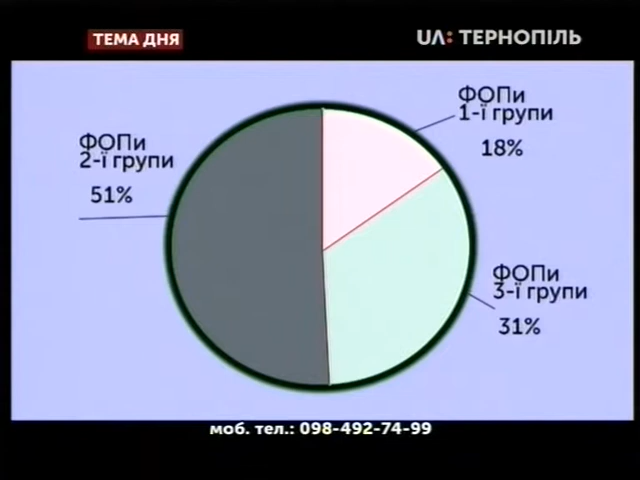 ТЕМА ДНЯ
UA: ТЕРНОПІЛЬ
ФОПи
1-ї групи
18%
ФОПи
2-ї групи
51%
ФОПи
3-ї групи
31%
моб. тел.: 098-492-74-99